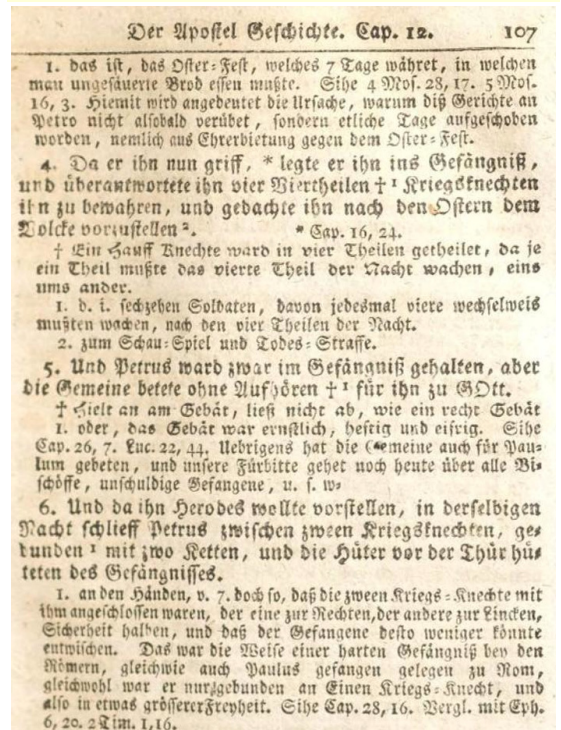 Der Apostel Geschichte. Cap. 12. 107
1. das ist, das Oster-Fest, welches 7 Tage währet, in welchen
man ungesäuerte Brod essen mußte. Sihe 4 Mos. 28, 17. 5 Mos.
16, 3. Hiemit wird angedeutet die Ursache, warum diß Gerichte an
Petro nicht alsobald verübet, sondern etliche Tage aufgeschoben
worden, nemlich aus Ehrerbietung gegen dem Oster-Fest.
4. Da er ihn nun griff, * legte er ihn ins Gefängniß,
und überantwortete ihn vier Viertheilen † ¹ Kriegsknechten
ihn zu bewahren, und gedachte ihn nach den Ostern dem
Volcke vorzustellen ². * Cap. 16, 24.
† Ein Hauff Knechte ward in vier Theilen getheilet, da je
ein Theil mußte das vierte Theil der Nacht wachen, eins
ums ander.
1. d. i. sechzehen Soldaten, davon jedesmal viere wechselweis
mußten wachen, nach den vier Theilen der Nacht.
2. zum Schau-Spiel und Todes-Straffe.
5. Und Petrus ward zwar im Gefängniß gehalten, aber
die Gemeine betete ohne Aufhören † ¹ für ihn zu GOtt.
† Hielt an am Gebät, ließ nicht ab, wie ein recht Gebät
1. oder, das Gebät war ernstlich, heftig und eifrig. Sihe
Cap. 26, 7. Luc. 22, 44. Uebrigens hat die Gemeine auch för Pau-
lum gebeten, und unsere Fürbitte gehet noch heute über alle Bi-
schöffe, unschuldige Gefangene, u. s. w.
6. Und da ihn Herodes wollte vorstellen, in derselbigen
Nacht schlieff Petrus zwischen zween Kriegsknechten, ge-
bunden ¹ mit zwo Ketten, und die Hüter vor der Thür hü-
teten des Gefängnisses.
1. an den Händen, v. 7. doch so, daß die zween Kriegs-Knechte mit
ihm angeschlossen waren, der eine zur Rechten, der andere zur Lincken,
Sicherheit halben, und daß der Gefangene desto weniger könnte
entwischen. Das war die Weise einer harten Gefängniß bey den
Römern, gleichwie auch Paulus gefangen gelegen zu Rom,
gleichwohl war er nur gebunden an Einen Kriegs-Knecht, und
also in etwas grösserer Freyheit. Sihe Cap. 28, 16. Vergl. mit Eph.
6, 20. 2 Tim. 1, 16.